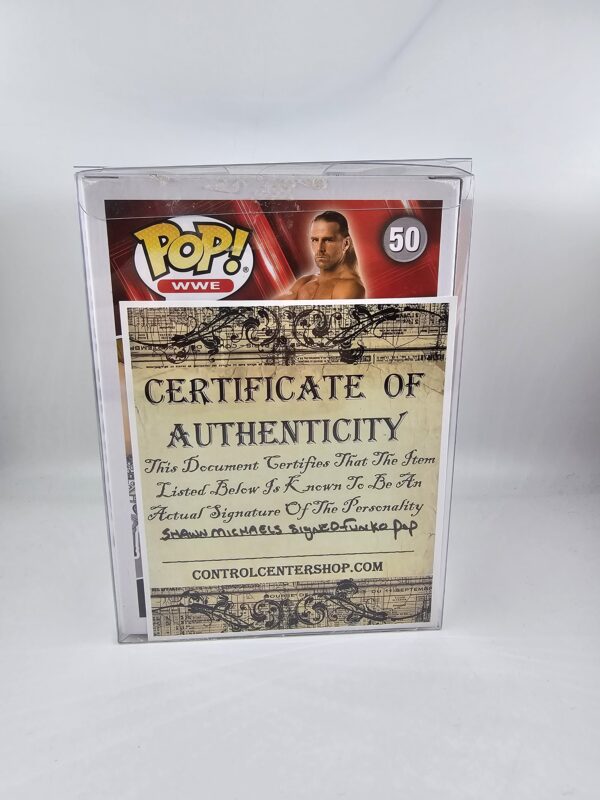 POP!
WWE
50
CERTIFICATE OF
AUTHENTICITY
This Document Certifies That The Item
Listed Below Is Known To Be An
Actual Signature Of The Personality
SHAWN MICHAELS SIGNED FUNKO POP
CONTROLCENTERSHOP.COM